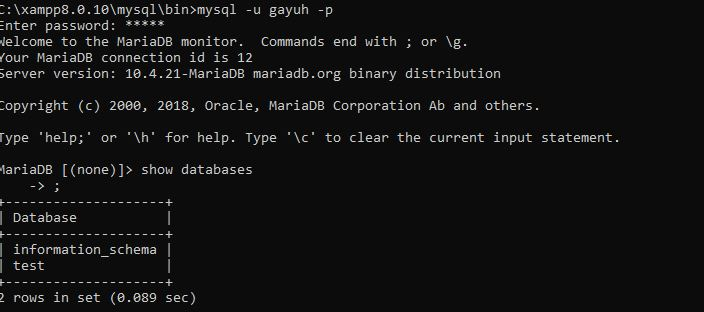 C:\xampp8.0.10\mysql\bin>mysql -u gayuh -p
Enter password: *****
Welcome to the MariaDB monitor.  Commands end with ; or \g.
Your MariaDB connection id is 12
Server version: 10.4.21-MariaDB mariadb.org binary distribution
Copyright (c) 2000, 2018, Oracle, MariaDB Corporation Ab and others.
Type 'help;' or '\h' for help. Type '\c' to clear the current input statement.
MariaDB [(none)]> show databases
    -> ;
+--------------------+
| Database           |
+--------------------+
| information_schema |
| test               |
+--------------------+
2 rows in set (0.089 sec)